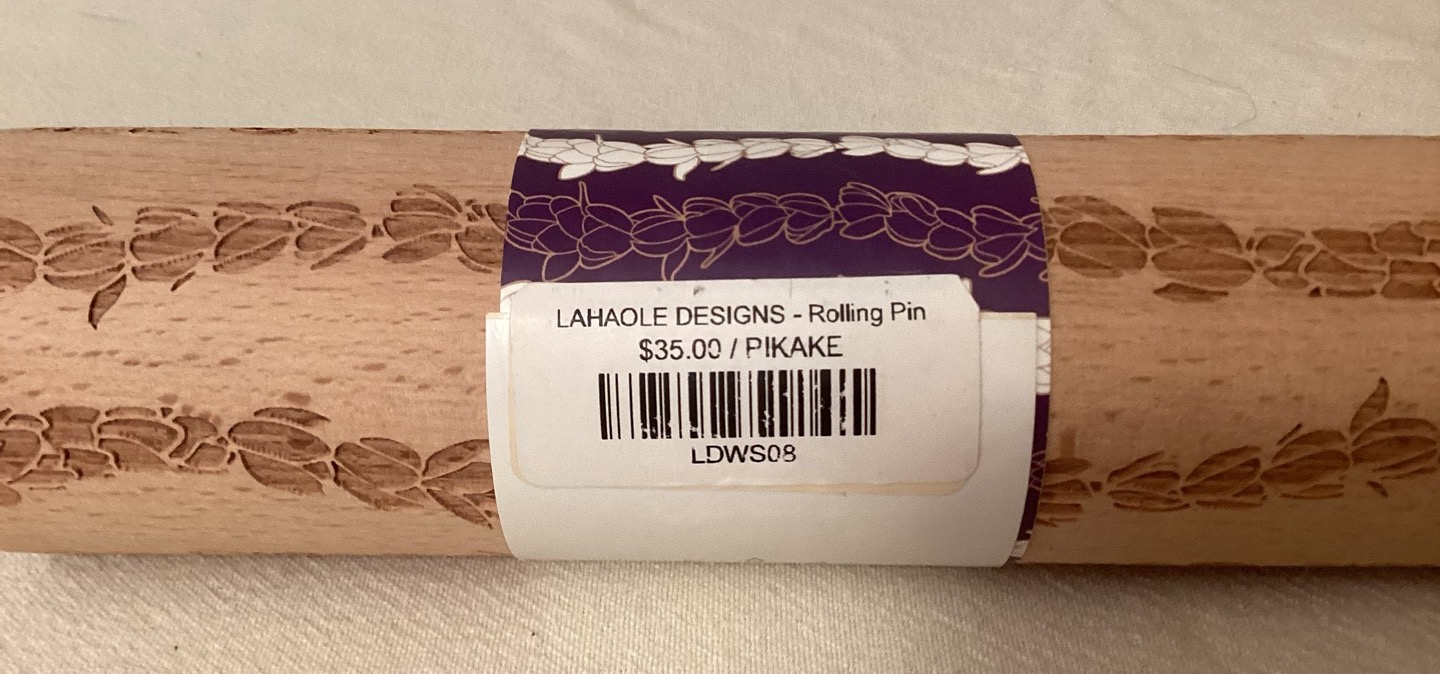 LAHAOLE DESIGNS - Rolling Pin
$35.00 / PIKAKE
LDWS08